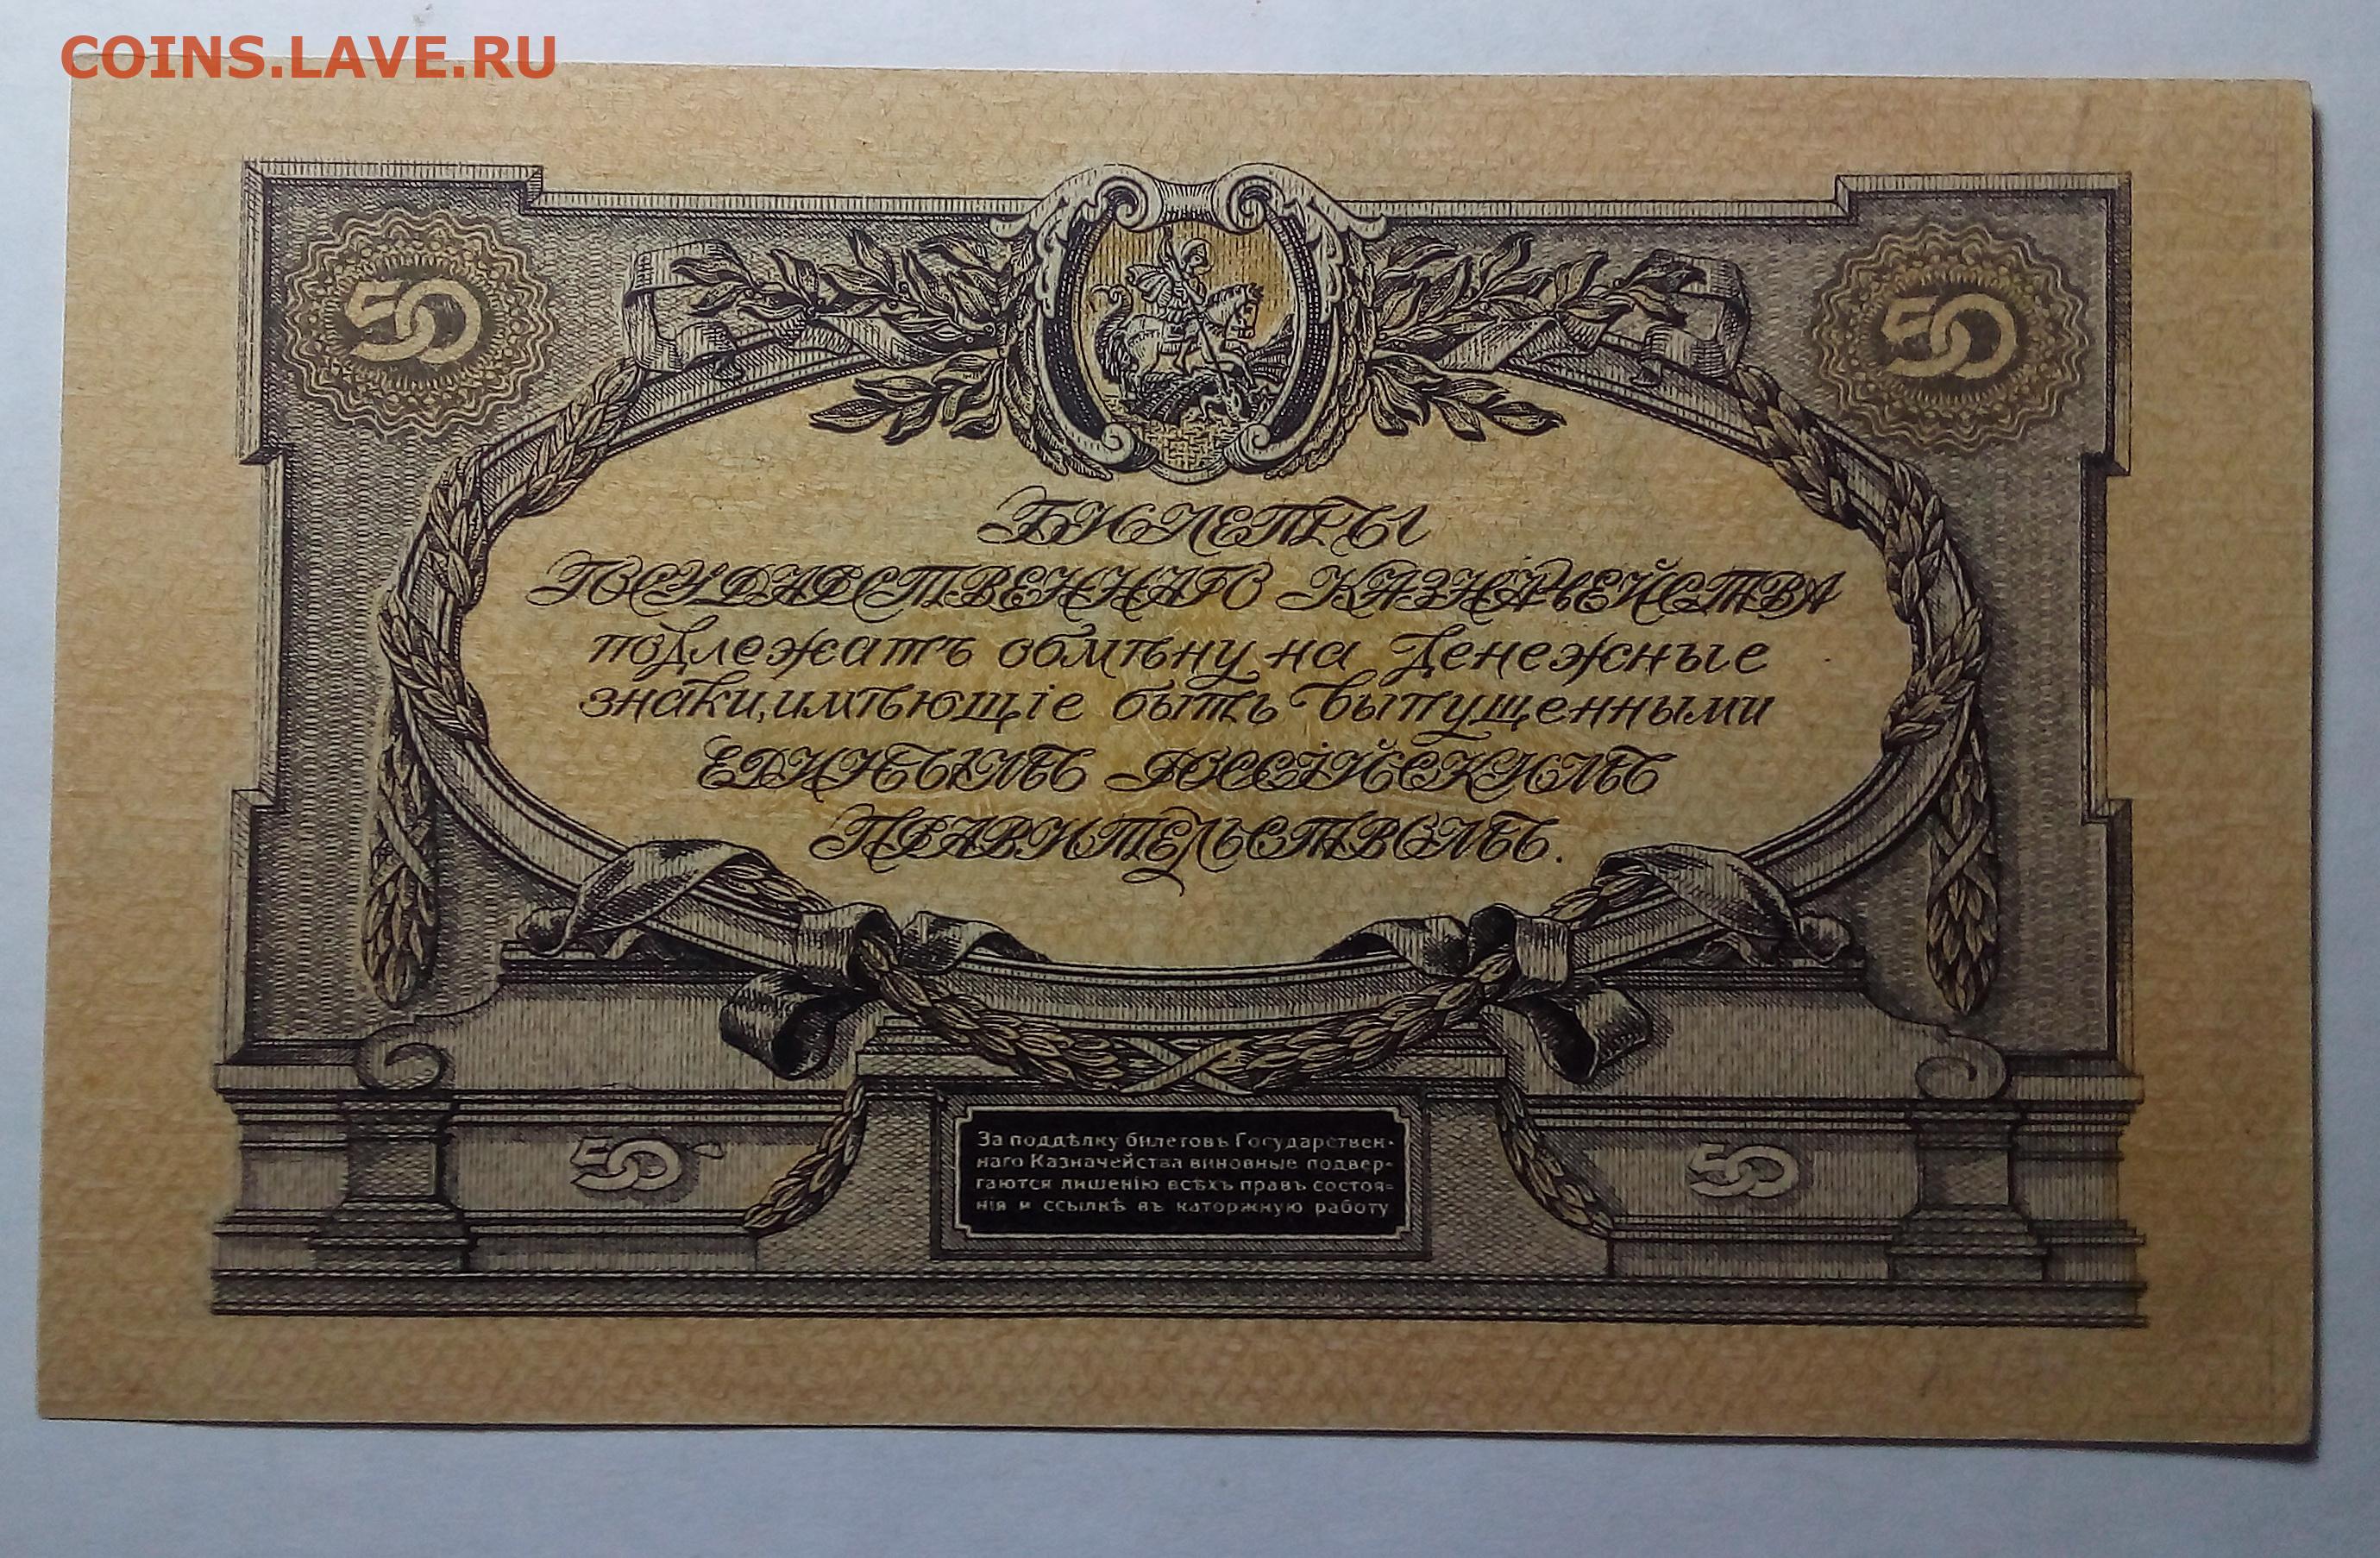 COINS.LAVE.RU
50
50
БИЛЕТЫ
ГОСУДАРСТВЕННАГО КАЗНАЧЕЙСТВА
подлежатъ обмѣну на денежные
знаки, имѣющіе быть выпущенными
ЕДИНЫМЪ РОССІЙСКИМЪ
ПРАВИТЕЛЬСТВОМЪ.
50
За поддѣлку билетовъ Государствен-
наго Казначейства виновные подвер-
гаются лишенію всѣхъ правъ состоя-
нія и ссылкѣ въ каторжную работу
50